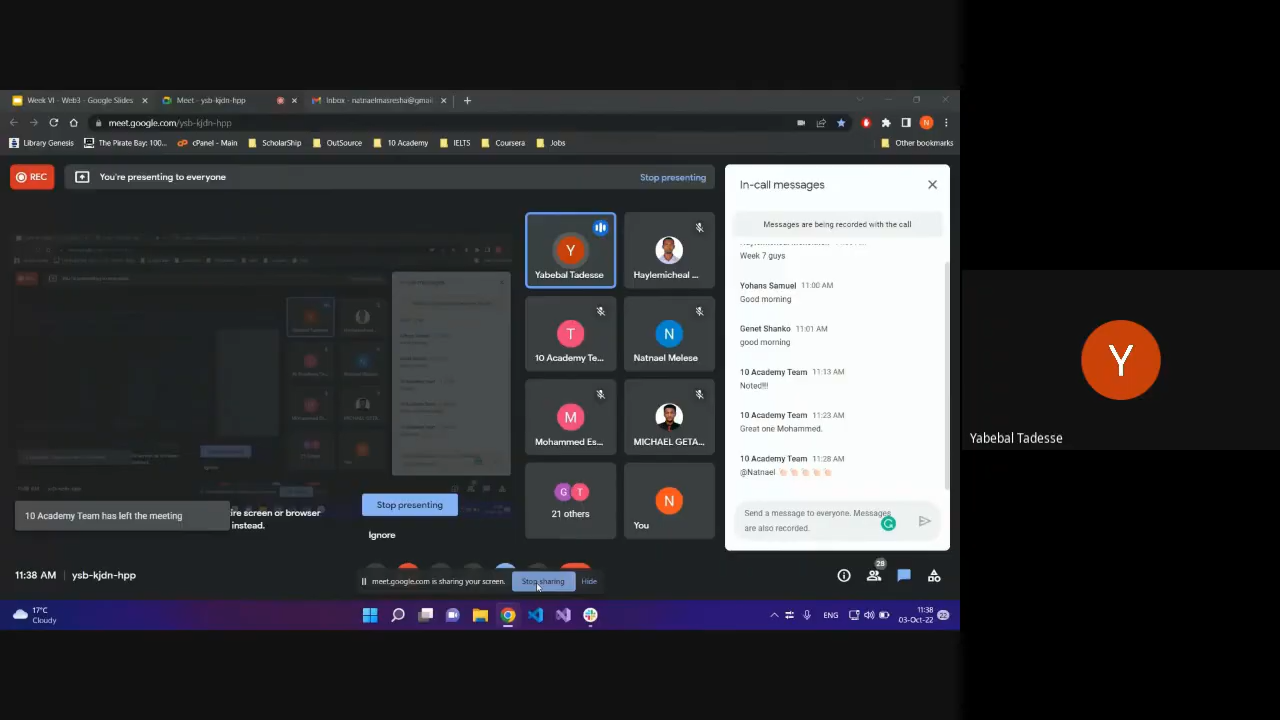 Week VI - Web3 - Google Slides
Meet - ysb-kjdn-hpp
Inbox - natnaelmasresha@gmail
meet.google.com/ysb-kjdn-hpp
Library Genesis
The Pirate Bay: 100...
cPanel - Main
ScholarShip
OutSource
10 Academy
IELTS
Coursera
Jobs
Other bookmarks
REC
You're presenting to everyone
Stop presenting
In-call messages
Messages are being recorded with the call
Week 7 guys
Yohans Samuel 11:00 AM
Good morning
Genet Shanko 11:01 AM
good morning
10 Academy Team 11:13 AM
Noted!!!!
10 Academy Team 11:23 AM
Great one Mohammed.
10 Academy Team 11:28 AM
@Natnael 👏🏻👏🏻👏🏻👏🏻👏🏻
Send a message to everyone. Messages
are also recorded.
Y
Yabebal Tadesse
Haylemicheal ...
T
10 Academy Te...
N
Natnael Melese
M
Mohammed Es...
MICHAEL GETA...
G T
21 others
N
You
10 Academy Team has left the meeting
screen or browser
instead.
Stop presenting
Ignore
11:38 AM | ysb-kjdn-hpp
meet.google.com is sharing your screen.
Stop sharing
Hide
28
17°C
Cloudy
ENG
11:38
03-Oct-22
22
Y
Yabebal Tadesse